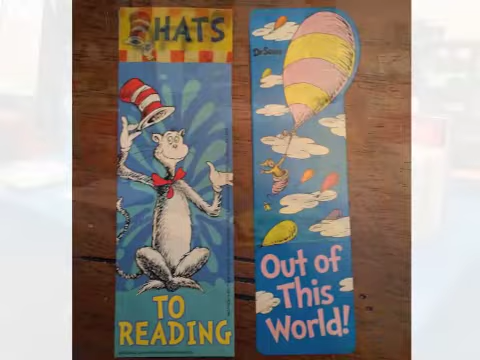 HATS
TO
READING
Dr. Seuss
Out of
This
World!